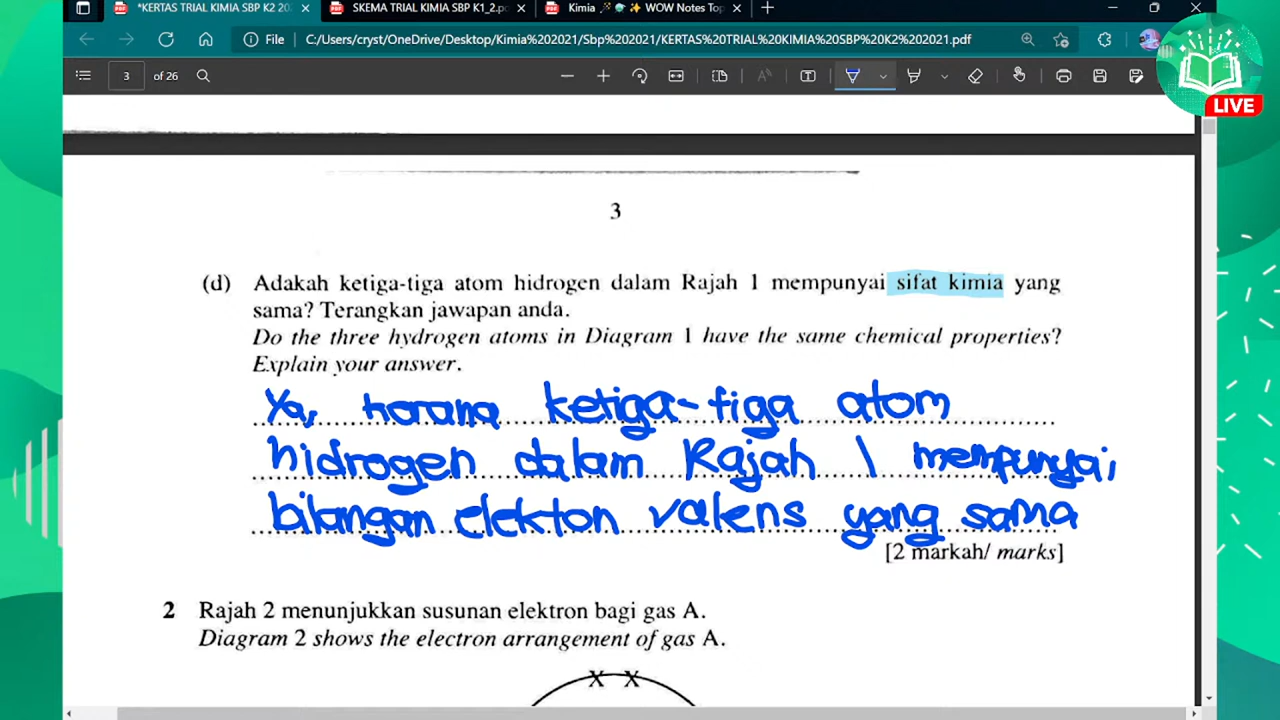 *KERTAS TRIAL KIMIA SBP K2 202
SKEMA TRIAL KIMIA SBP K1_2.po
Kimia 🪄🎓✨ WOW Notes Top
File C:/Users/cryst/OneDrive/Desktop/Kimia%202021/Sbp%202021/KERTAS%20TRIAL%20KIMIA%20SBP%20K2%202021.pdf
3 of 26
LIVE
3
(d) Adakah ketiga-tiga atom hidrogen dalam Rajah 1 mempunyai sifat kimia yang
sama? Terangkan jawapan anda.
Do the three hydrogen atoms in Diagram 1 have the same chemical properties?
Explain your answer.
Ya, kerana ketiga-tiga atom
hidrogen dalam Rajah 1 mempunyai
bilangan elekton valens yang sama
[2 markah/ marks]
2 Rajah 2 menunjukkan susunan elektron bagi gas A.
Diagram 2 shows the electron arrangement of gas A.
X X